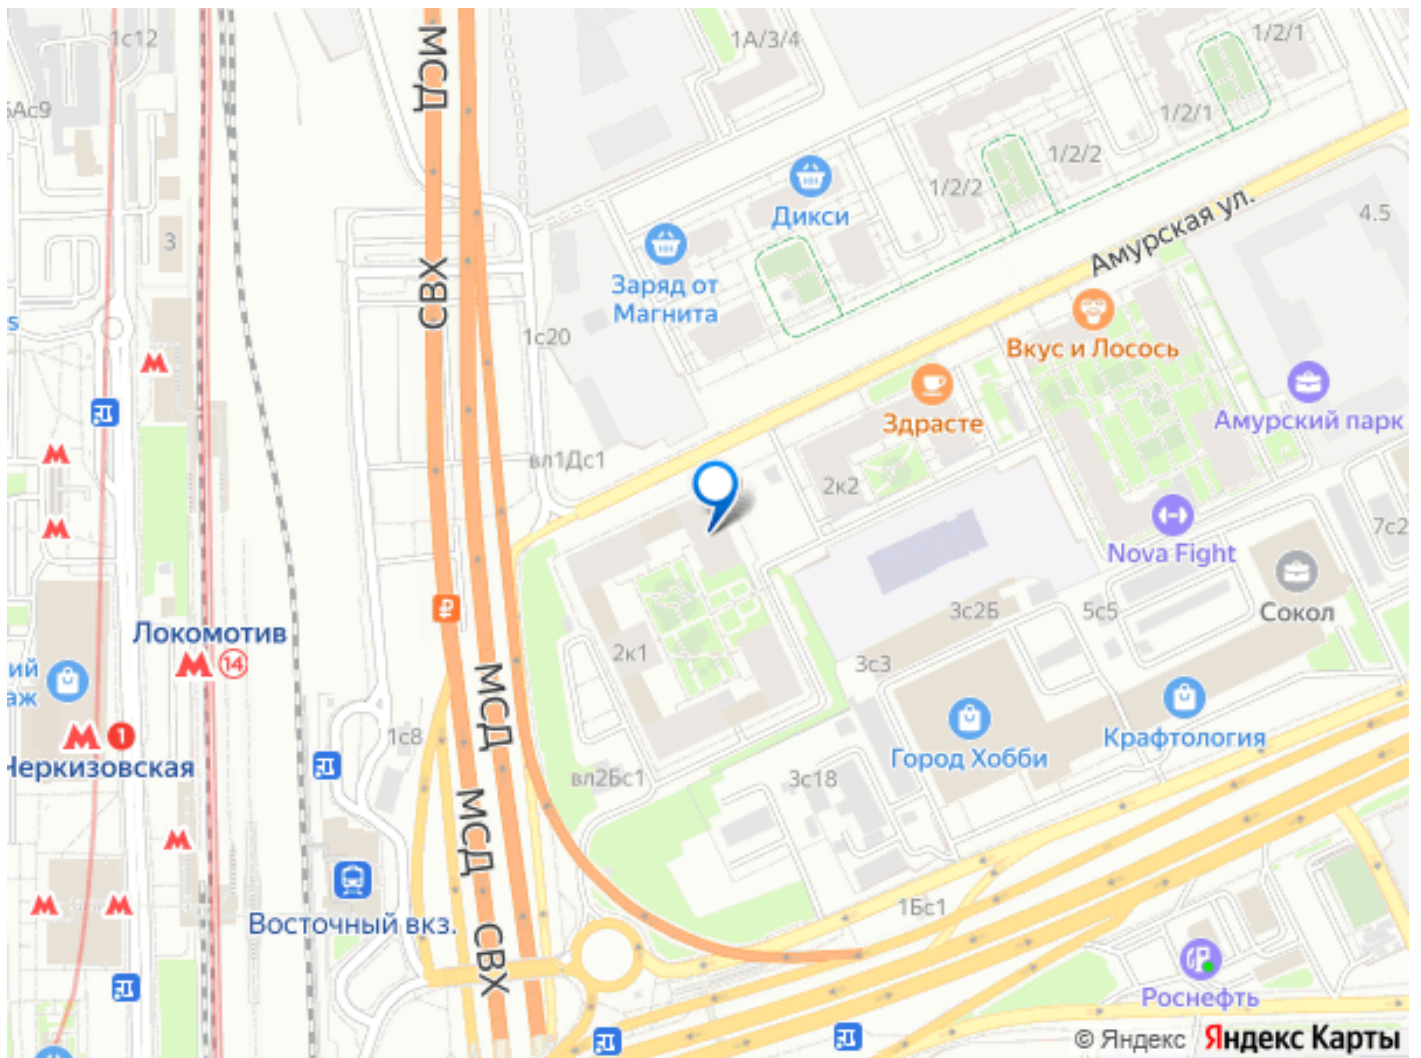 1с12
МСД
1А/3/4
1/2/1
6Ас9
1/2/1
1/2/2
1/2/2
Дикси
Амурская ул.
4.5
3
СВХ
Заряд от
Магнита
1с20
Вкус и Лосось
Здрасте
Амурский парк
вл1Дс1
2к2
7с2
Nova Fight
3с2Б
5с5
Сокол
Локомотив
14
2к1
3с3
МСД
1с8
1
Черкизовская
Город Хобби
Крафтология
вл2Бс1
3с18
МСД
Восточный вкз.
СВХ
1Бс1
Роснефть
© Яндекс Яндекс Карты